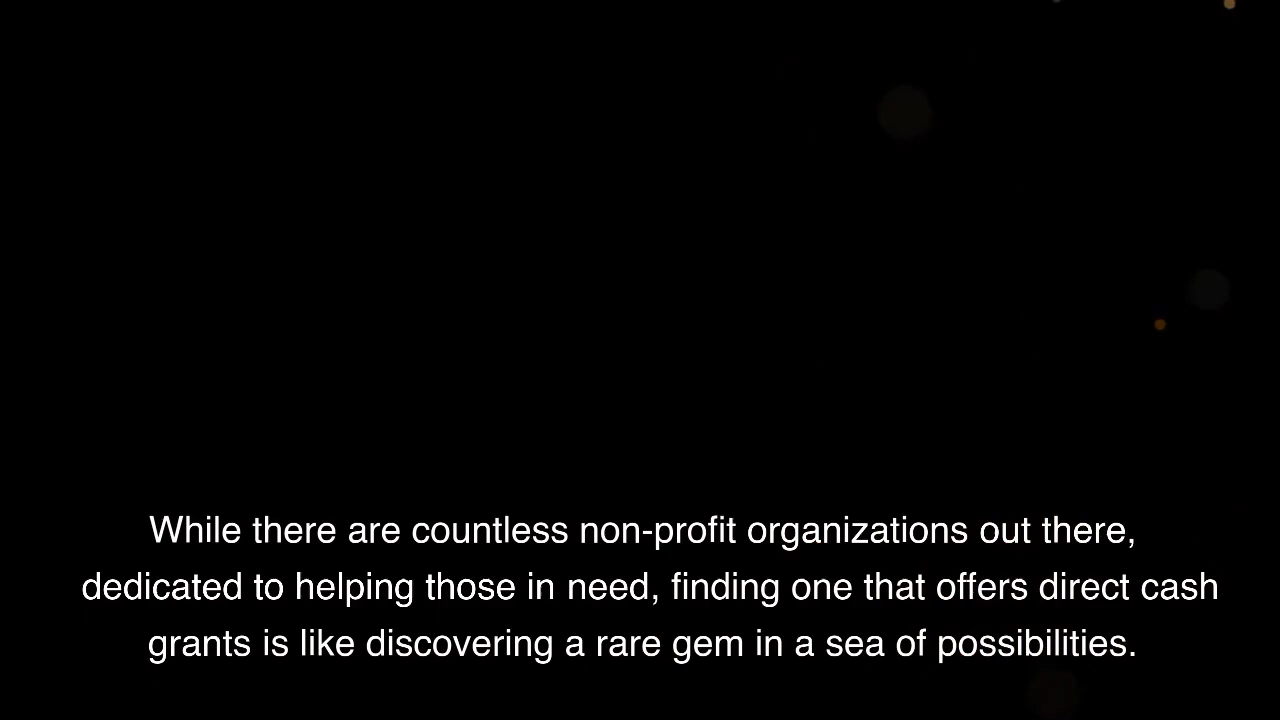 While there are countless non-profit organizations out there,
dedicated to helping those in need, finding one that offers direct cash
grants is like discovering a rare gem in a sea of possibilities.